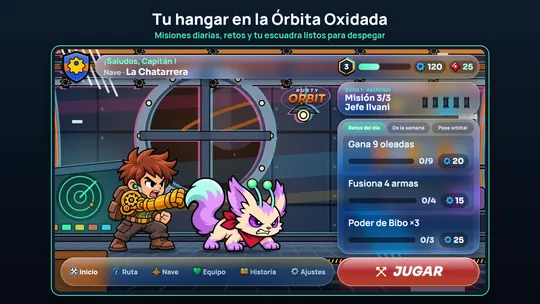 Tu hangar en la Órbita Oxidada
Misiones diarias, retos y tu escuadra listos para despegar
¡Saludos, Capitán !
Nave · La Chatarrera
3
120
25
RUSTY
ORBIT
Misión 3/3
Jefe Ilvani
Retos del día
De la semana
Pase orbital
Gana 9 oleadas
0/9
20
Fusiona 4 armas
0/4
15
Poder de Bibo ×3
0/3
25
Inicio
Ruta
Nave
Equipo
Historia
Ajustes
JUGAR